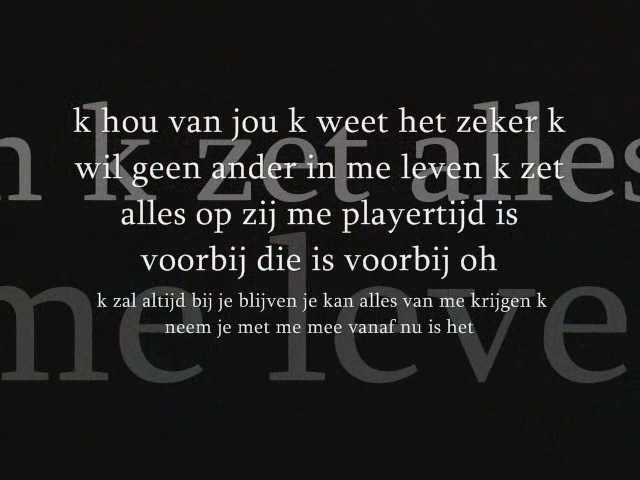 k hou van jou k weet het zeker k
wil geen ander in me leven k zet
alles op zij me playertijd is
voorbij die is voorbij oh
k zal altijd bij je blijven je kan alles van me krijgen k
neem je met me mee vanaf nu is het
n k zet alles
me leve